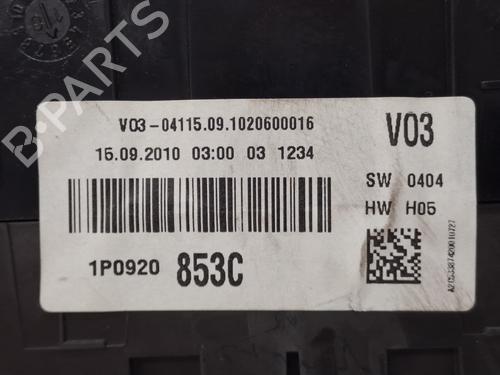 V03-04115.09.1020600016
V03
15.09.2010 03:00 03 1234
SW 0404
HW H05
1P0920 853C
A2C53387420010727
B-PARTS